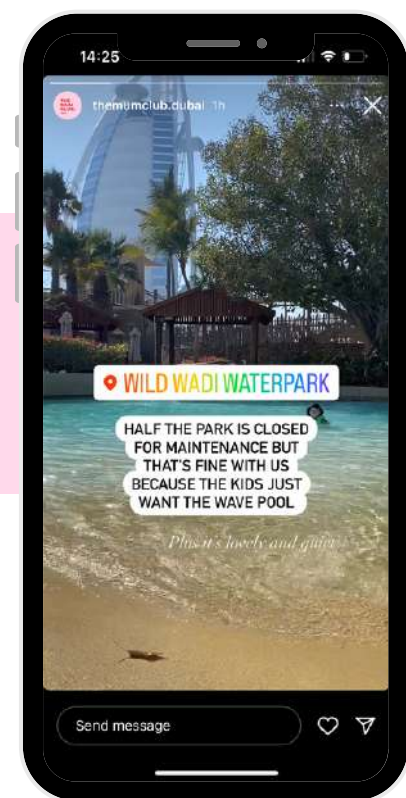 14:25
themumclub.dubai 1h
WILD WADI WATERPARK
HALF THE PARK IS CLOSED
FOR MAINTENANCE BUT
THAT'S FINE WITH US
BECAUSE THE KIDS JUST
WANT THE WAVE POOL
Plus it's lovely and quiet
Send message